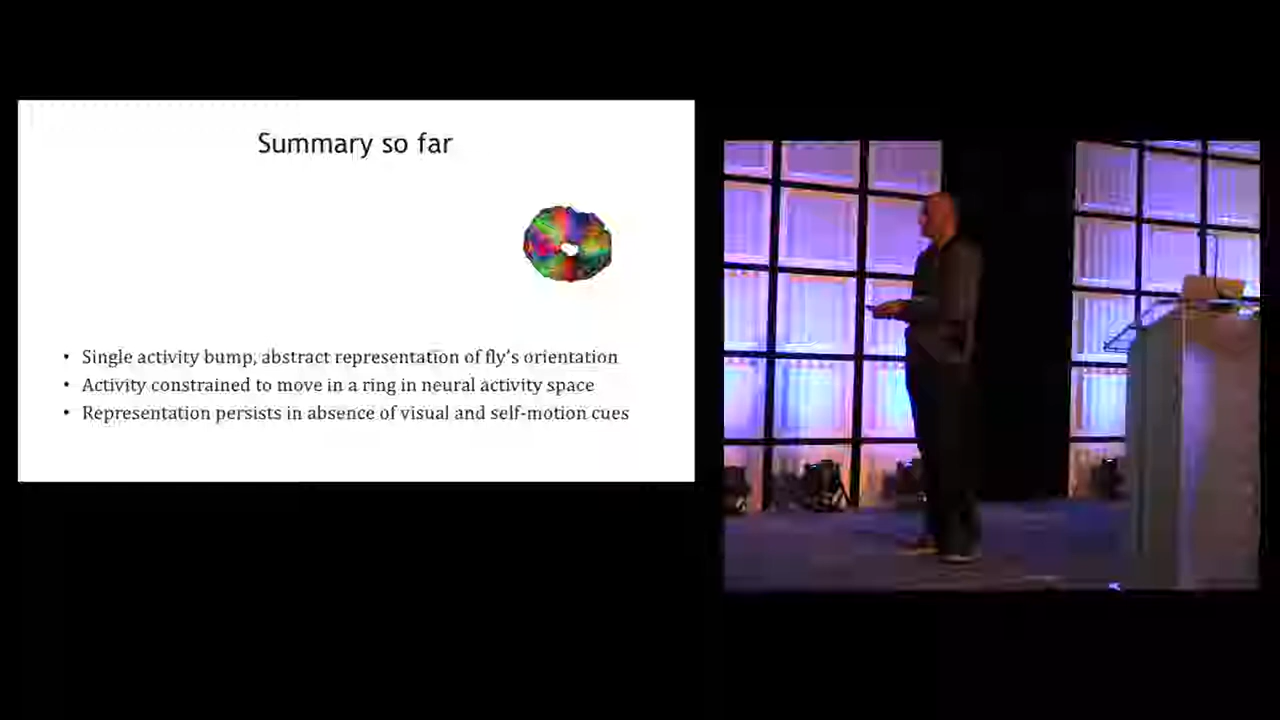 Summary so far
• Single activity bump, abstract representation of fly's orientation
• Activity constrained to move in a ring in neural activity space
• Representation persists in absence of visual and self-motion cues